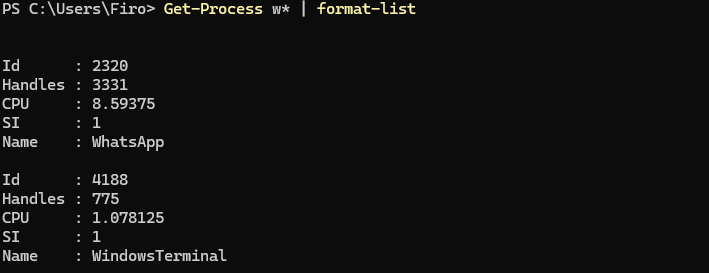 PS C:\Users\Firo> Get-Process w* | format-list
Id      : 2320
Handles : 3331
CPU     : 8.59375
SI      : 1
Name    : WhatsApp
Id      : 4188
Handles : 775
CPU     : 1.078125
SI      : 1
Name    : WindowsTerminal